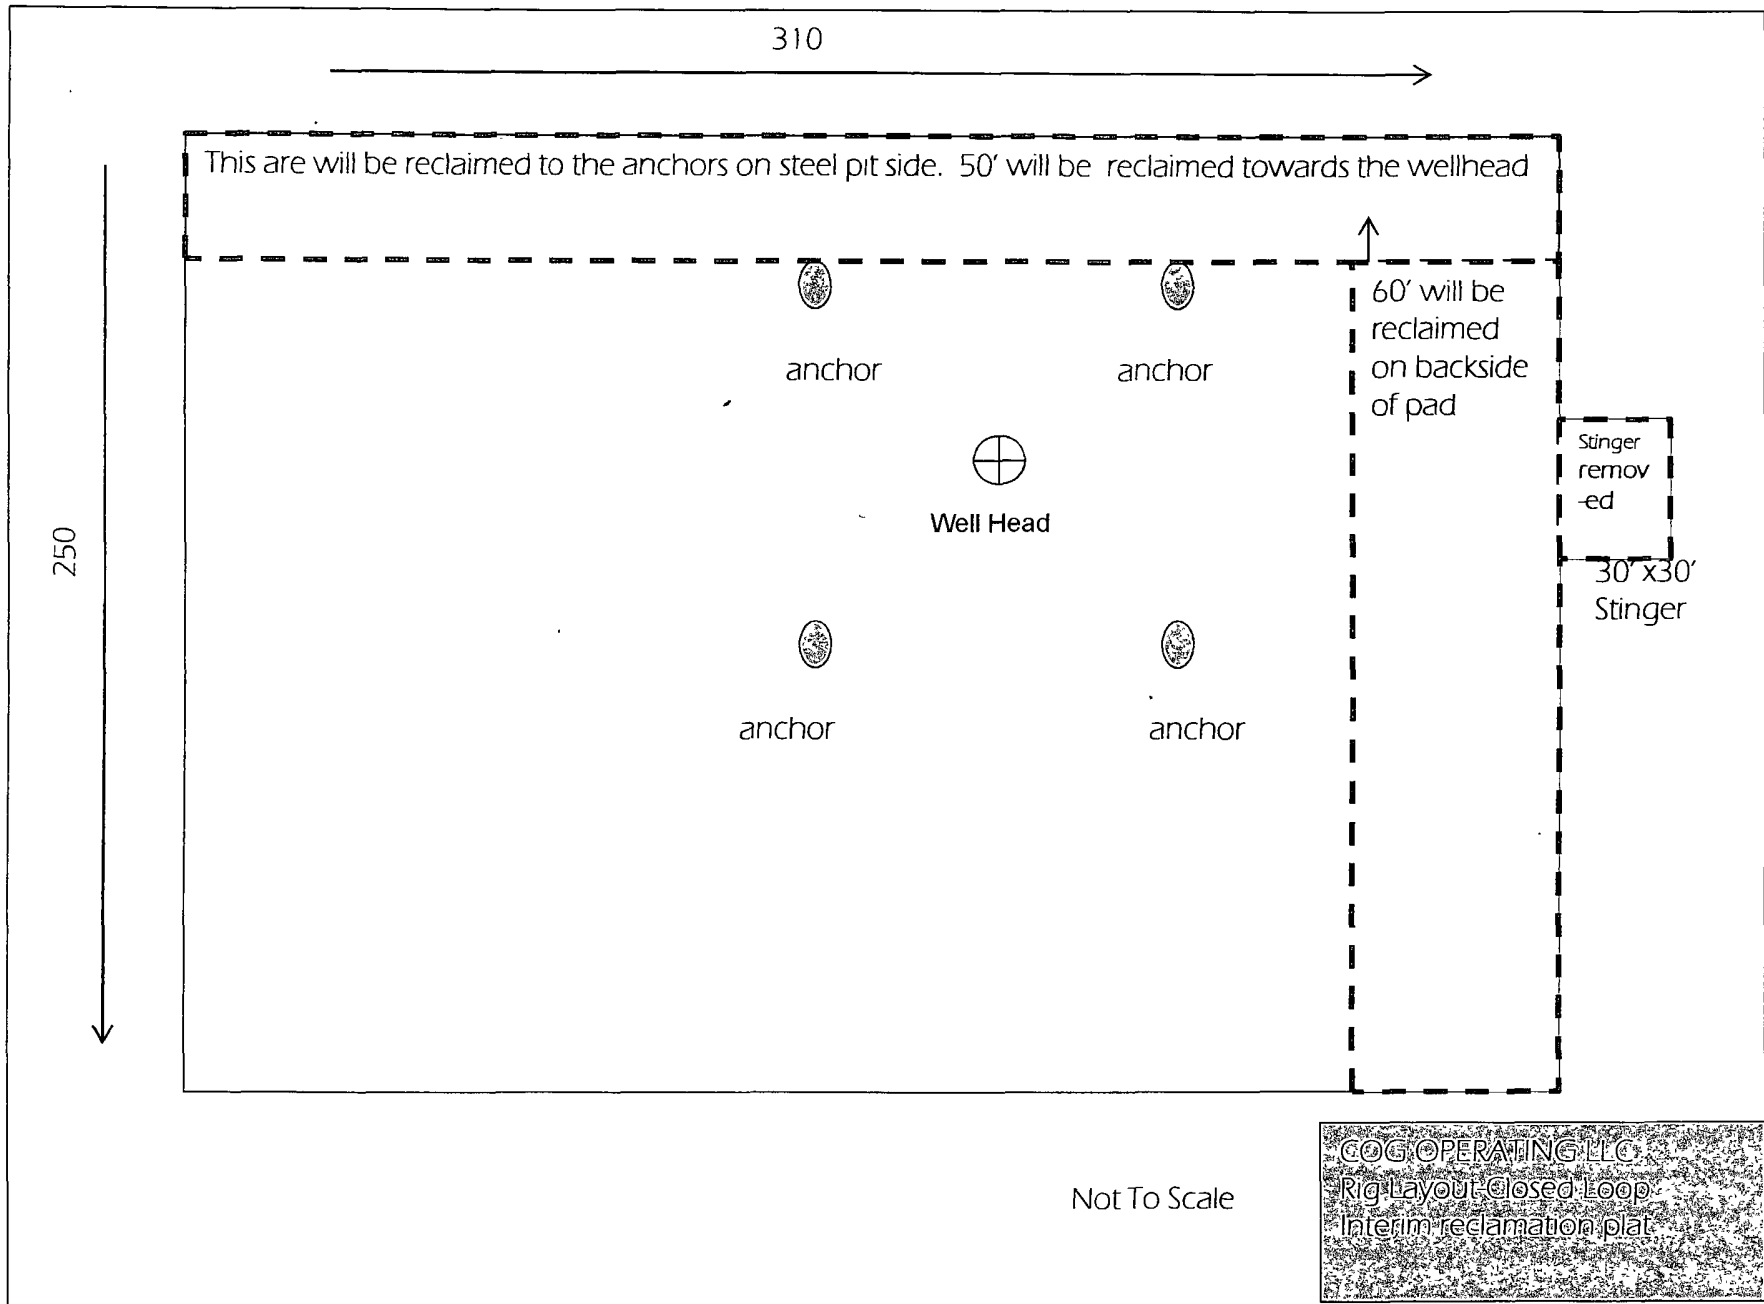 310
This are will be reclaimed to the anchors on steel pit side. 50' will be reclaimed towards the wellhead
60' will be
reclaimed
on backside
of pad
anchor
anchor
Stinger
remov
-ed
Well Head
250
30' x30'
Stinger
anchor
anchor
Not To Scale
COG OPERATING LLC
Rig Layout Closed Loop
Interim reclamation plat